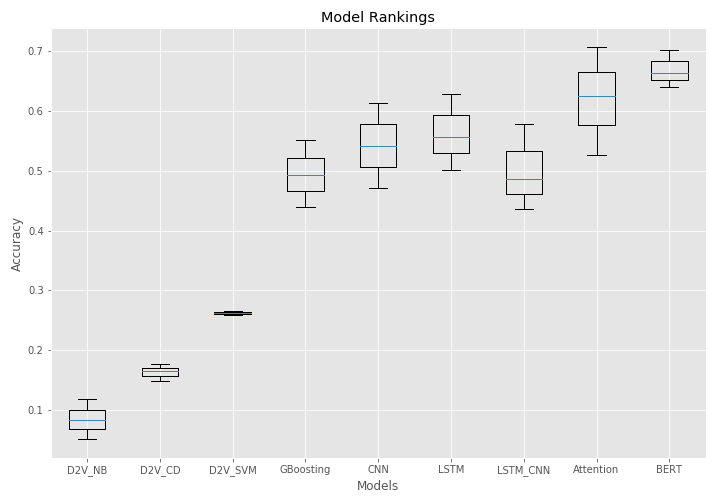 Model Rankings
0.7
0.6
0.5
0.4
0.3
0.2
0.1
Accuracy
D2V_NB D2V_CD D2V_SVM GBoosting CNN LSTM LSTM_CNN Attention BERT
Models